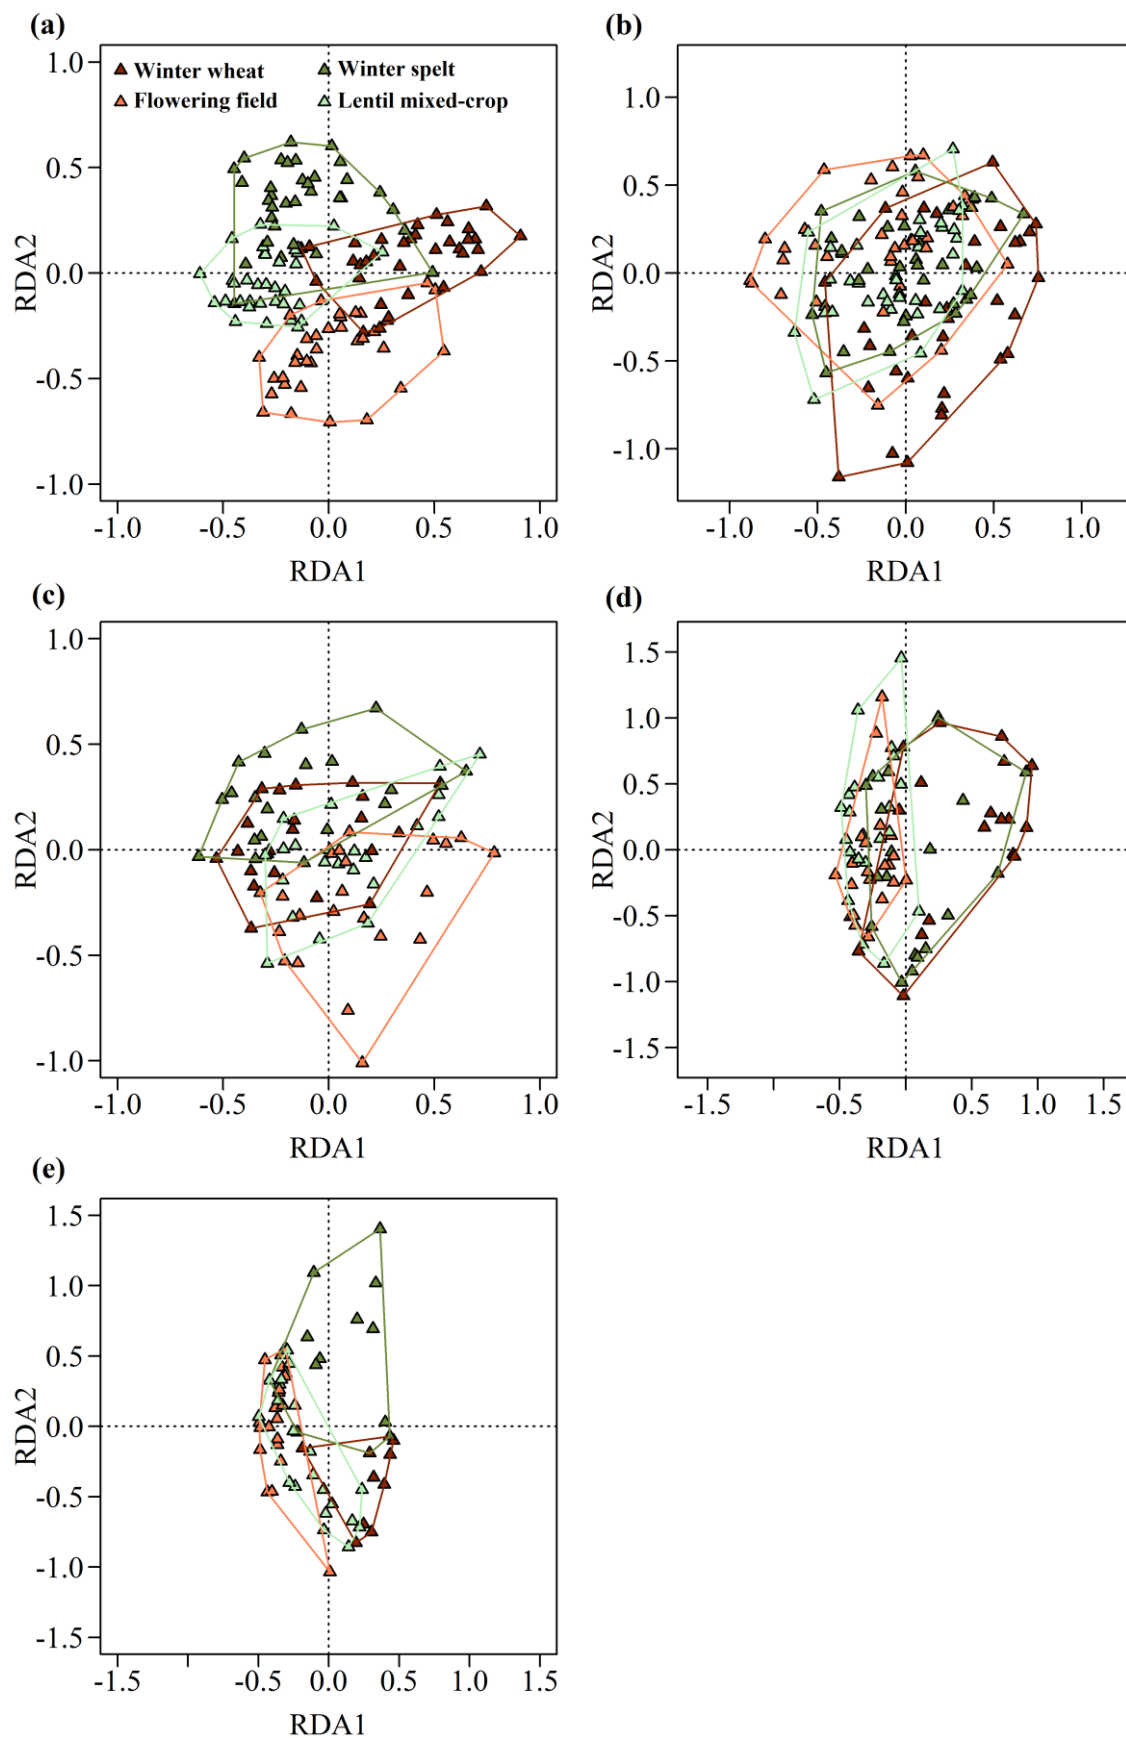 (a)
Winter wheat
Winter spelt
Flowering field
Lentil mixed-crop
1.0
0.5
0.0
-0.5
-1.0
RDA2
-1.0 -0.5 0.0 0.5 1.0
RDA1
(b)
1.0
0.5
0.0
-0.5
-1.0
RDA2
-1.0 -0.5 0.0 0.5 1.0
RDA1
(c)
1.0
0.5
0.0
-0.5
-1.0
RDA2
-1.0 -0.5 0.0 0.5 1.0
RDA1
(d)
1.5
1.0
0.5
0.0
-0.5
-1.0
-1.5
RDA2
-1.5 -0.5 0.5 1.0 1.5
RDA1
(e)
1.5
1.0
0.5
0.0
-0.5
-1.0
-1.5
RDA2
-1.5 -0.5 0.0 0.5 1.0 1.5
RDA1